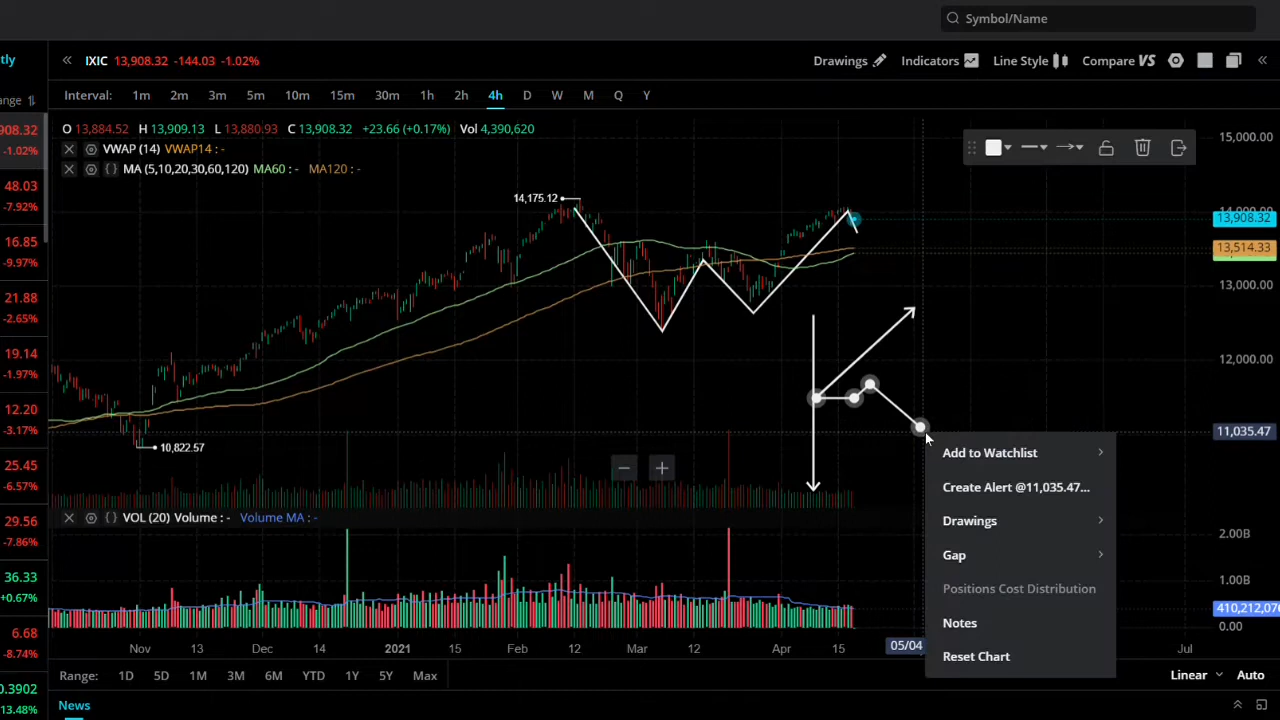 Symbol/Name
tly
IXIC 13,908.32 -144.03 -1.02%
Drawings Indicators Line Style Compare VS
ange
Interval: 1m 2m 3m 5m 10m 15m 30m 1h 2h 4h D W M Q Y
O 13,884.52 H 13,909.13 L 13,880.93 C 13,908.32 +23.66 (+0.17%) Vol 4,390,620
VWAP (14) VWAP14 : -
MA (5,10,20,30,60,120) MA60 : - MA120 : -
908.32
-1.02%
48.03
-7.92%
16.85
-9.97%
21.88
-2.65%
19.14
-1.97%
12.20
-3.17%
25.45
-6.57%
29.56
-7.86%
36.33
+0.67%
6.68
-8.74%
0.3902
13.48%
14,175.12
10,822.57
15,000.00
14,000.00
13,908.32
13,514.33
13,000.00
12,000.00
11,035.47
Add to Watchlist
Create Alert @11,035.47...
Drawings
Gap
Positions Cost Distribution
Notes
Reset Chart
VOL (20) Volume : - Volume MA : -
2.00B
1.00B
410,212,076
0.00
Nov 13 Dec 14 2021 15 Feb 12 Mar 12 Apr 15 05/04 Jul
Range: 1D 5D 1M 3M 6M YTD 1Y 5Y Max
Linear Auto
News